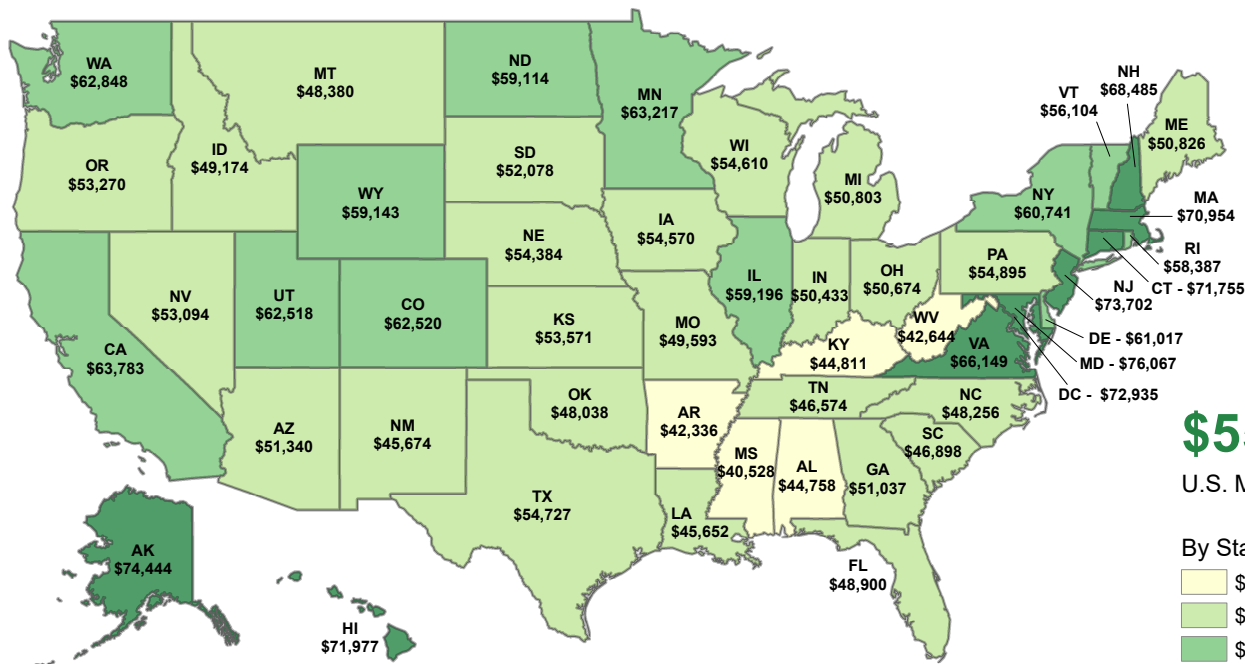 WA
$62,848
MT
$48,380
ND
$59,114
MN
$63,217
OR
$53,270
ID
$49,174
WY
$59,143
SD
$52,078
WI
$54,610
MI
$50,803
VT
$56,104
NH
$68,485
ME
$50,826
NY
$60,741
MA
$70,954
RI
$58,387
CT - $71,755
NJ
$73,702
DE - $61,017
MD - $76,067
DC - $72,935
PA
$54,895
CA
$63,783
NV
$53,094
UT
$62,518
CO
$62,520
NE
$54,384
IA
$54,570
IL
$59,196
IN
$50,433
OH
$50,674
WV
$42,644
VA
$66,149
KS
$53,571
MO
$49,593
KY
$44,811
TN
$46,574
NC
$48,256
SC
$46,898
AZ
$51,340
NM
$45,674
OK
$48,038
AR
$42,336
MS
$40,528
AL
$44,758
GA
$51,037
TX
$54,727
LA
$45,652
FL
$48,900
AK
$74,444
HI
$71,977
$5
U.S. M
By Sta
$
$
$